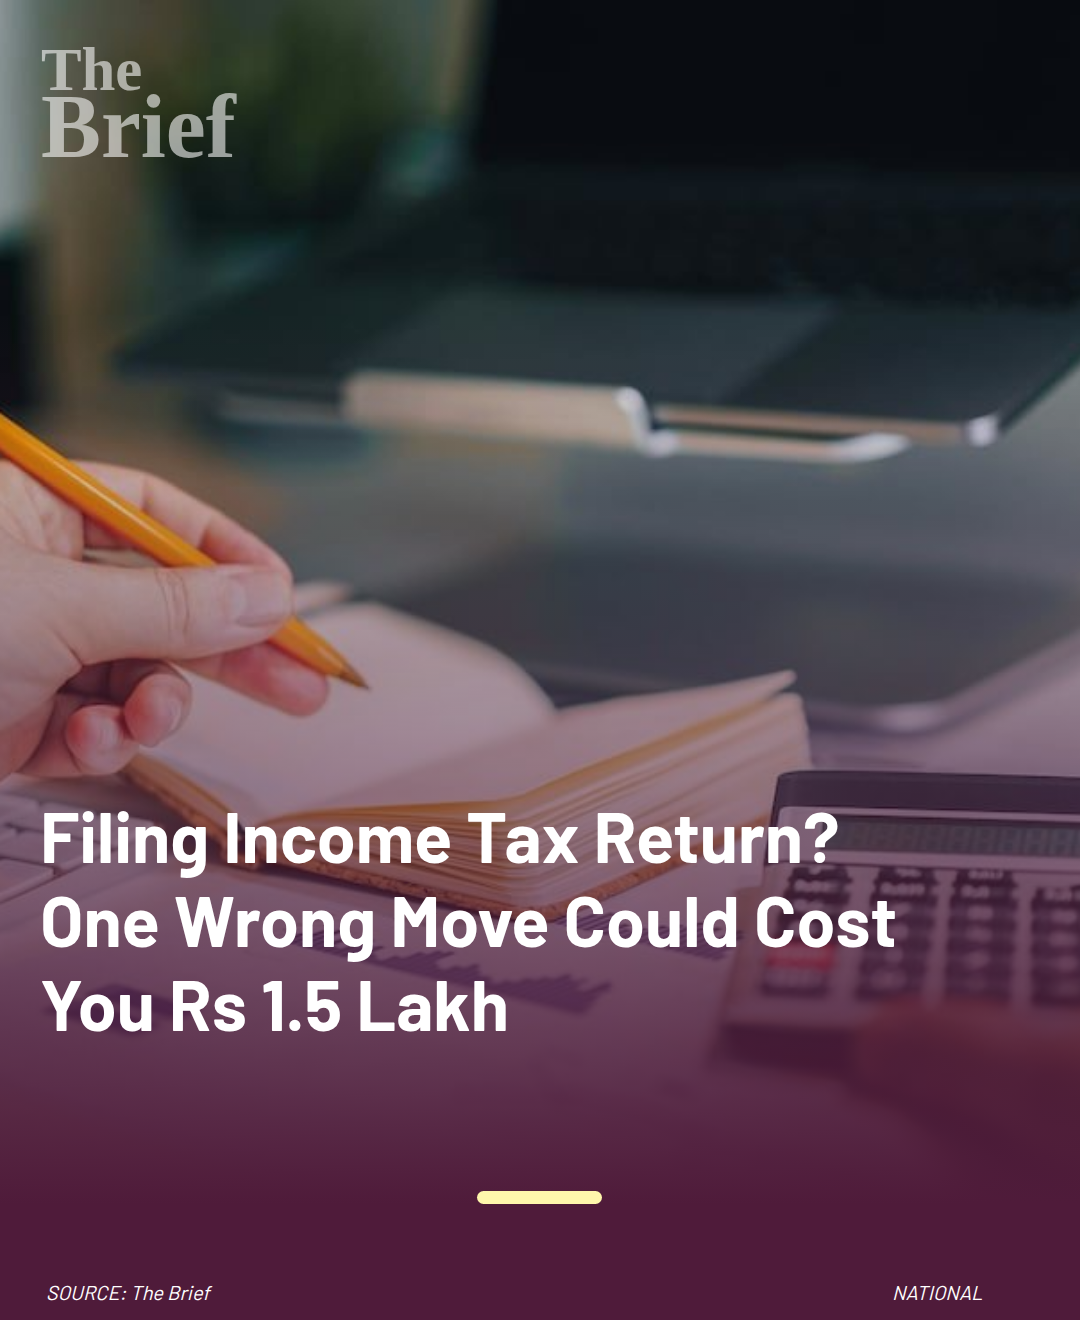 The
Brief
Filing Income Tax Return?
One Wrong Move Could Cost
You Rs 1.5 Lakh
SOURCE: The Brief
NATIONAL